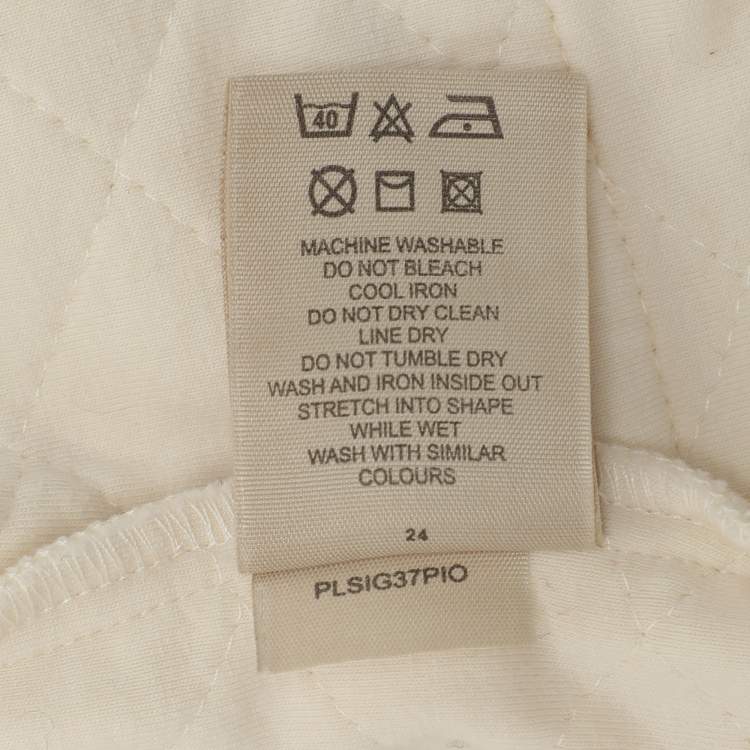 40
MACHINE WASHABLE
DO NOT BLEACH
COOL IRON
DO NOT DRY CLEAN
LINE DRY
DO NOT TUMBLE DRY
WASH AND IRON INSIDE OUT
STRETCH INTO SHAPE
WHILE WET
WASH WITH SIMILAR
COLOURS
24
PLSIG37PIO